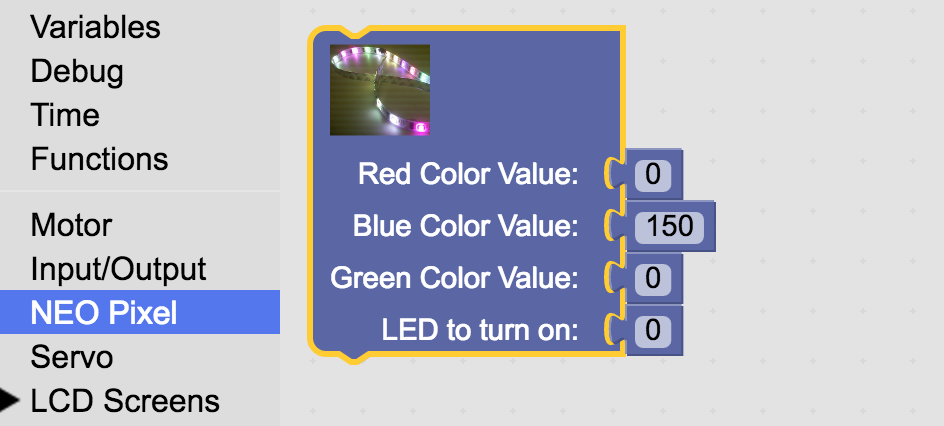 Variables
Debug
Time
Functions
Motor
Input/Output
NEO Pixel
Servo
LCD Screens
Red Color Value: 0
Blue Color Value: 150
Green Color Value: 0
LED to turn on: 0